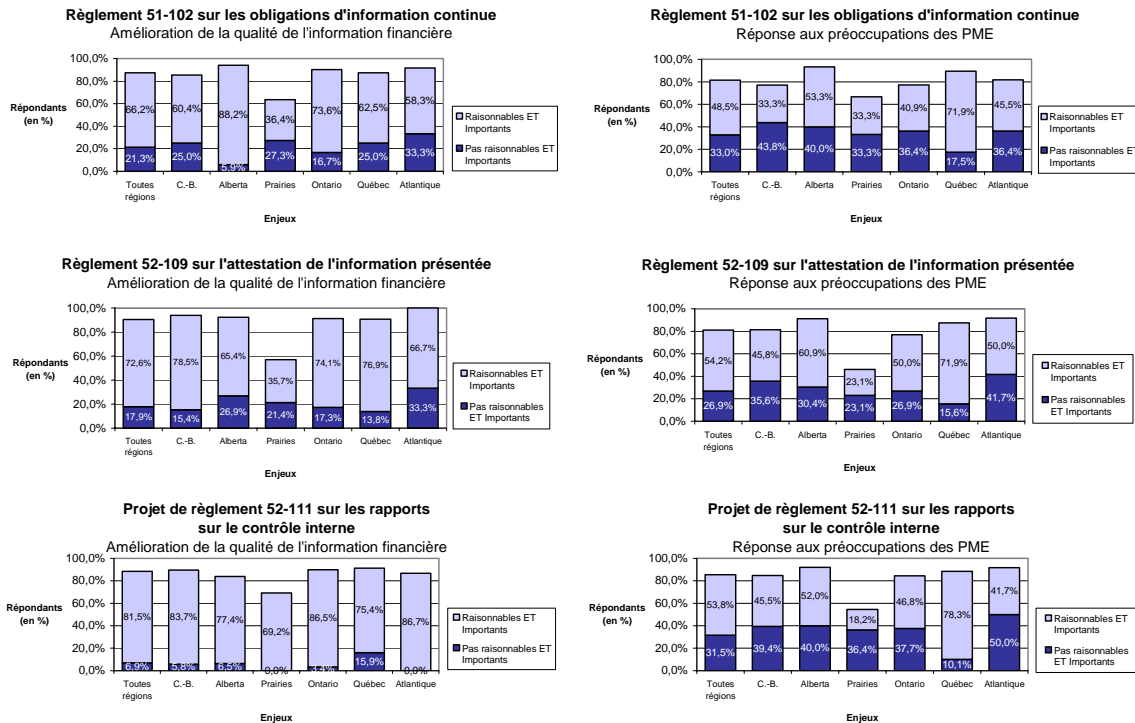 Règlement 51-102 sur les obligations d'information continue
Amélioration de la qualité de l'information financière
100,0%
80,0%
60,0%
40,0%
20,0%
0,0%
Répondants
(en %)
66,2% 60,4% 88,2% 36,4% 73,6% 62,5% 58,3%
21,3% 25,0% 5,9% 27,3% 16,7% 25,0% 33,3%
Toutes régions C.-B. Alberta Prairies Ontario Québec Atlantique
Enjeux
Raisonnables ET
Importants
Pas raisonnables ET
Importants
Règlement 51-102 sur les obligations d'information continue
Réponse aux préoccupations des PME
100,0%
80,0%
60,0%
40,0%
20,0%
0,0%
Répondants
(en %)
48,5% 33,3% 53,3% 33,3% 40,9% 71,9% 45,5%
33,0% 43,8% 40,0% 33,3% 36,4% 17,5% 36,4%
Toutes régions C.-B. Alberta Prairies Ontario Québec Atlantique
Enjeux
Raisonnables ET
Importants
Pas raisonnables ET
Importants
Règlement 52-109 sur l'attestation de l'information présentée
Amélioration de la qualité de l'information financière
100,0%
80,0%
60,0%
40,0%
20,0%
0,0%
Répondants
(en %)
72,6% 78,5% 65,4% 35,7% 74,1% 76,9% 66,7%
17,9% 15,4% 26,9% 21,4% 17,3% 13,8% 33,3%
Toutes régions C.-B. Alberta Prairies Ontario Québec Atlantique
Enjeux
Raisonnables ET
Importants
Pas raisonnables ET
Importants
Règlement 52-109 sur l'attestation de l'information présentée
Réponse aux préoccupations des PME
100,0%
80,0%
60,0%
40,0%
20,0%
0,0%
Répondants
(en %)
54,2% 45,8% 60,9% 23,1% 50,0% 71,9% 50,0%
26,9% 35,6% 30,4% 23,1% 26,9% 15,6% 41,7%
Toutes régions C.-B. Alberta Prairies Ontario Québec Atlantique
Enjeux
Raisonnables ET
Importants
Pas raisonnables ET
Importants
Projet de règlement 52-111 sur les rapports
sur le contrôle interne
Amélioration de la qualité de l'information financière
100,0%
80,0%
60,0%
40,0%
20,0%
0,0%
Répondants
(en %)
81,5% 83,7% 77,4% 69,2% 86,5% 75,4% 86,7%
6,9% 5,8% 6,5% 0,0% 3,4% 15,9% 0,0%
Toutes régions C.-B. Alberta Prairies Ontario Québec Atlantique
Enjeux
Raisonnables ET
Importants
Pas raisonnables ET
Importants
Projet de règlement 52-111 sur les rapports
sur le contrôle interne
Réponse aux préoccupations des PME
100,0%
80,0%
60,0%
40,0%
20,0%
0,0%
Répondants
(en %)
53,8% 45,5% 52,0% 18,2% 46,8% 78,3% 41,7%
31,5% 39,4% 40,0% 36,4% 37,7% 10,1% 50,0%
Toutes régions C.-B. Alberta Prairies Ontario Québec Atlantique
Enjeux
Raisonnables ET
Importants
Pas raisonnables ET
Importants